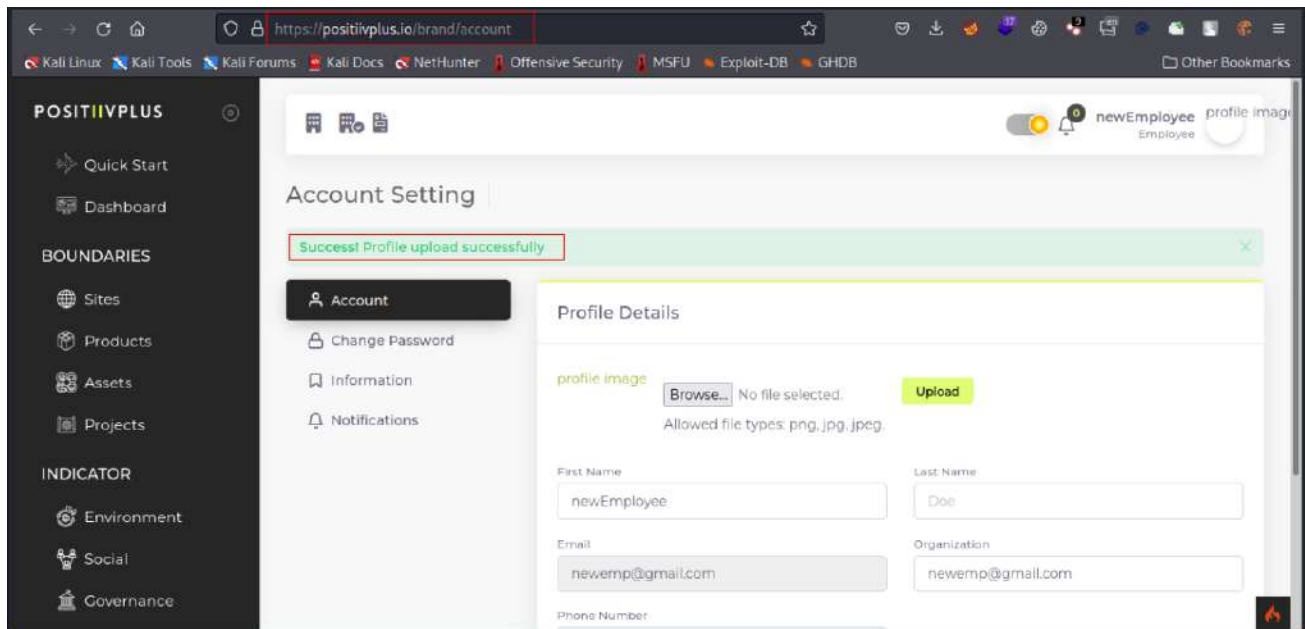 https://positiivplus.io/brand/account
17
2
Kali Linux Kali Tools Kali Forums Kali Docs NetHunter Offensive Security MSFU Exploit-DB GHDB Other Bookmarks
POSITIIVPLUS
0
newEmployee profile image
Employee
Quick Start
Account Setting
Dashboard
Success! Profile upload successfully
BOUNDARIES
Sites
Products
Assets
Projects
INDICATOR
Environment
Social
Governance
Account
Change Password
Information
Notifications
Profile Details
profile image
Browse... No file selected.
Upload
Allowed file types: png, jpg, jpeg.
First Name
Last Name
newEmployee
Doe
Email
Organization
newemp@gmail.com
newemp@gmail.com
Phone Number